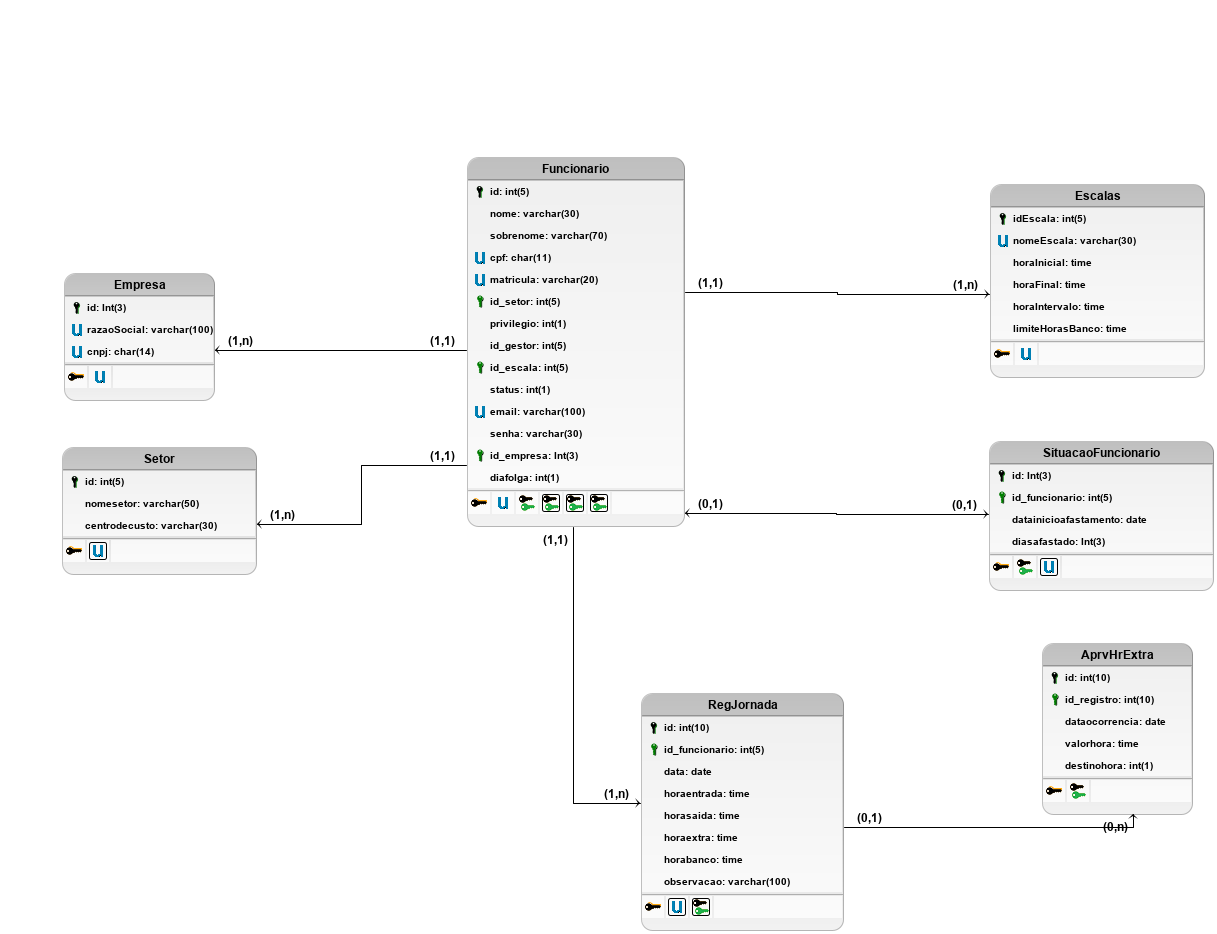 Funcionario
id: int(5)
nome: varchar(30)
sobrenome: varchar(70)
U cpf: char(11)
U matricula: varchar(20)
id_setor: int(5)
privilegio: int(1)
id_gestor: int(5)
id_escala: int(5)
status: int(1)
U email: varchar(100)
senha: varchar(30)
id_empresa: Int(3)
diafolga: int(1)
U
Escalas
idEscala: int(5)
U nomeEscala: varchar(30)
horaInicial: time
horaFinal: time
horaIntervalo: time
limiteHorasBanco: time
U
(1,1)
(1,n)
Empresa
id: Int(3)
U razaoSocial: varchar(100)
U cnpj: char(14)
U
(1,n)
(1,1)
Setor
id: int(5)
nomesetor: varchar(50)
centrodecusto: varchar(30)
U
(1,n)
(1,1)
SituacaoFuncionario
id: Int(3)
id_funcionario: int(5)
datainicioafastamento: date
diasafastado: Int(3)
U
(0,1)
(0,1)
(1,1)
(1,n)
RegJornada
id: int(10)
id_funcionario: int(5)
data: date
horaentrada: time
horasaida: time
horaextra: time
horabanco: time
observacao: varchar(100)
U
AprvHrExtra
id: int(10)
id_registro: int(10)
dataocorrencia: date
valorhora: time
destinohora: int(1)
(0,1)
(0,n)